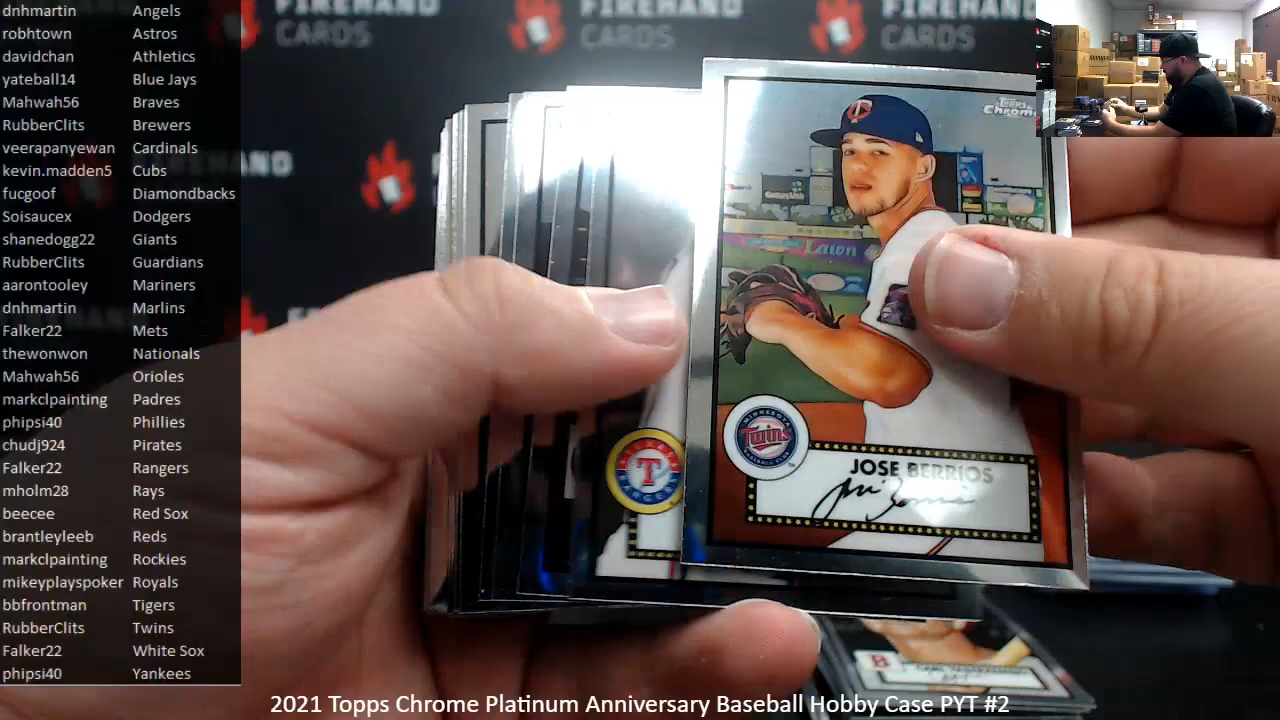 dnhmartin Angels
robhtown Astros
davidchan Athletics
yateball14 Blue Jays
Mahwah56 Braves
RubberClits Brewers
veerapanyewan Cardinals
kevin.madden5 Cubs
fucgoof Diamondbacks
Soisaucex Dodgers
shanedogg22 Giants
RubberClits Guardians
aarontooley Mariners
dnhmartin Marlins
Falker22 Mets
thewonwon Nationals
Mahwah56 Orioles
markclpainting Padres
phipsi40 Phillies
chudj924 Pirates
Falker22 Rangers
mholm28 Rays
beecee Red Sox
brantleyleeb Reds
markclpainting Rockies
mikeyplayspoker Royals
bbfrontman Tigers
RubberClits Twins
Falker22 White Sox
phipsi40 Yankees
FIREHAND
CARDS
FIREHAND
CARDS
FIREHAND
CARDS
Topps
Chrome
Lawn
MINNESOTA
Twins
JOSE BERRIOS
T
B
2021 Topps Chrome Platinum Anniversary Baseball Hobby Case PYT #2